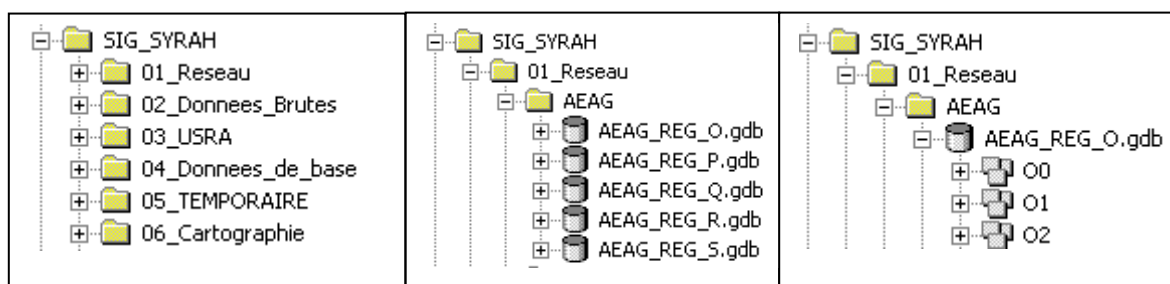 SIG_SYRAH
01_Reseau
02_Donnees_Brutes
03_USRA
04_Donnees_de_base
05_TEMPORAIRE
06_Cartographie
SIG_SYRAH
01_Reseau
AEAG
AEAG_REG_O.gdb
AEAG_REG_P.gdb
AEAG_REG_Q.gdb
AEAG_REG_R.gdb
AEAG_REG_S.gdb
SIG_SYRAH
01_Reseau
AEAG
AEAG_REG_O.gdb
O0
O1
O2